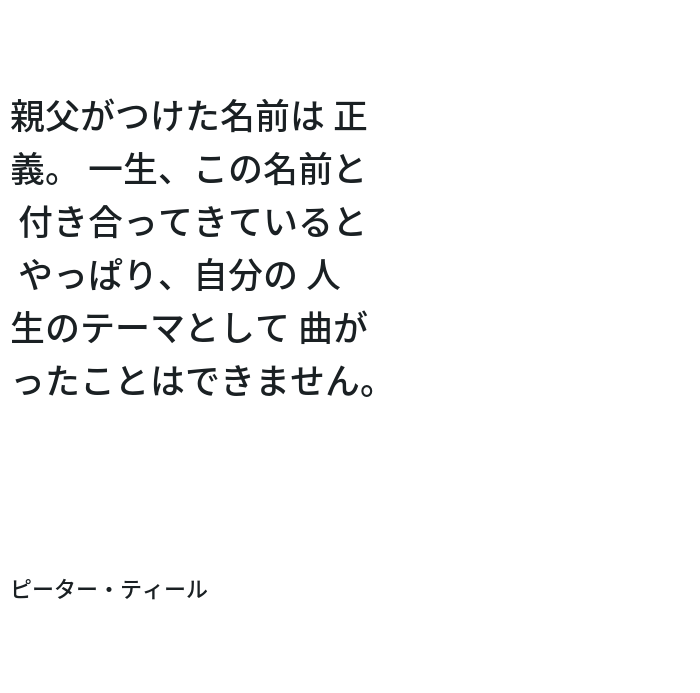 親父がつけた名前は 正
義。 一生、この名前と
付き合ってきていると
やっぱり、自分の 人
生のテーマとして 曲が
ったことはできません。
ピーター・ティール